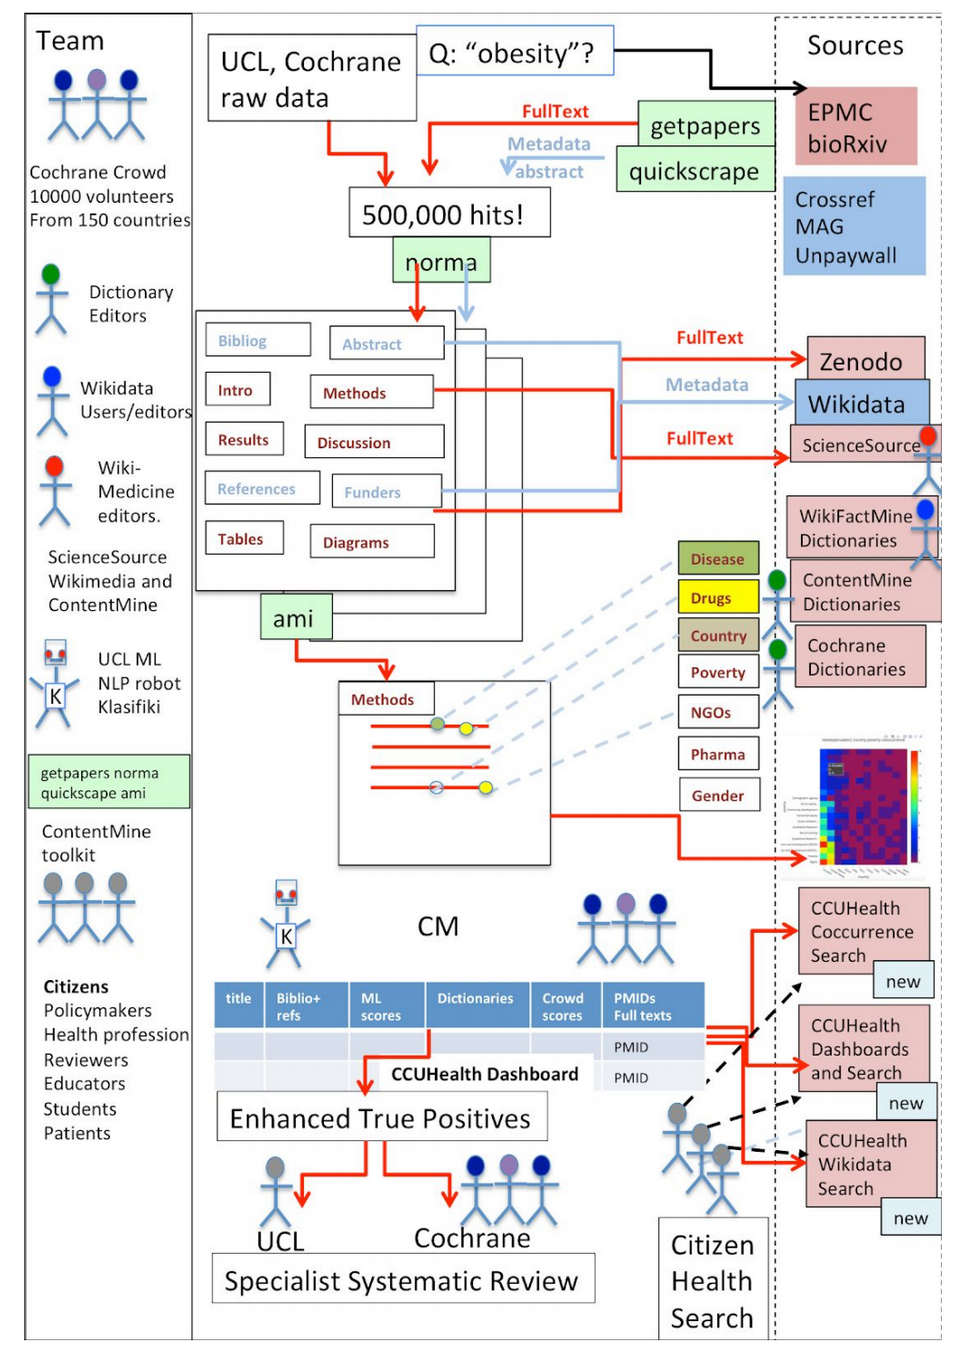 Team
Cochrane Crowd
10000 volunteers
From 150 countries
Dictionary
Editors
Wikidata
Users/editors
Wiki-
Medicine
editors.
ScienceSource
Wikimedia and
ContentMine
K
UCL ML
NLP robot
Klasifiki
getpapers norma
quickscape ami
ContentMine
toolkit
Citizens
Policymakers
Health profession
Reviewers
Educators
Students
Patients
UCL, Cochrane
raw data
Q: “obesity”?
FullText
Metadata
abstract
getpapers
quickscrape
500,000 hits!
norma
Bibliog
Abstract
Intro
Methods
Results
Discussion
References
Funders
Tables
Diagrams
ami
FullText
Metadata
FullText
Methods
Disease
Drugs
Country
Poverty
NGOs
Pharma
Gender
K
CM
title
Biblio+
refs
ML
scores
Dictionaries
Crowd
scores
PMIDs
Full texts
PMID
PMID
CCUHealth Dashboard
Enhanced True Positives
UCL
Cochrane
Specialist Systematic Review
Citizen
Health
Search
Sources
EPMC
bioRxiv
Crossref
MAG
Unpaywall
Zenodo
Wikidata
ScienceSource
WikiFactMine
Dictionaries
ContentMine
Dictionaries
Cochrane
Dictionaries
CCUHealth
Coccurrence
Search
new
CCUHealth
Dashboards
and Search
new
CCUHealth
Wikidata
Search
new